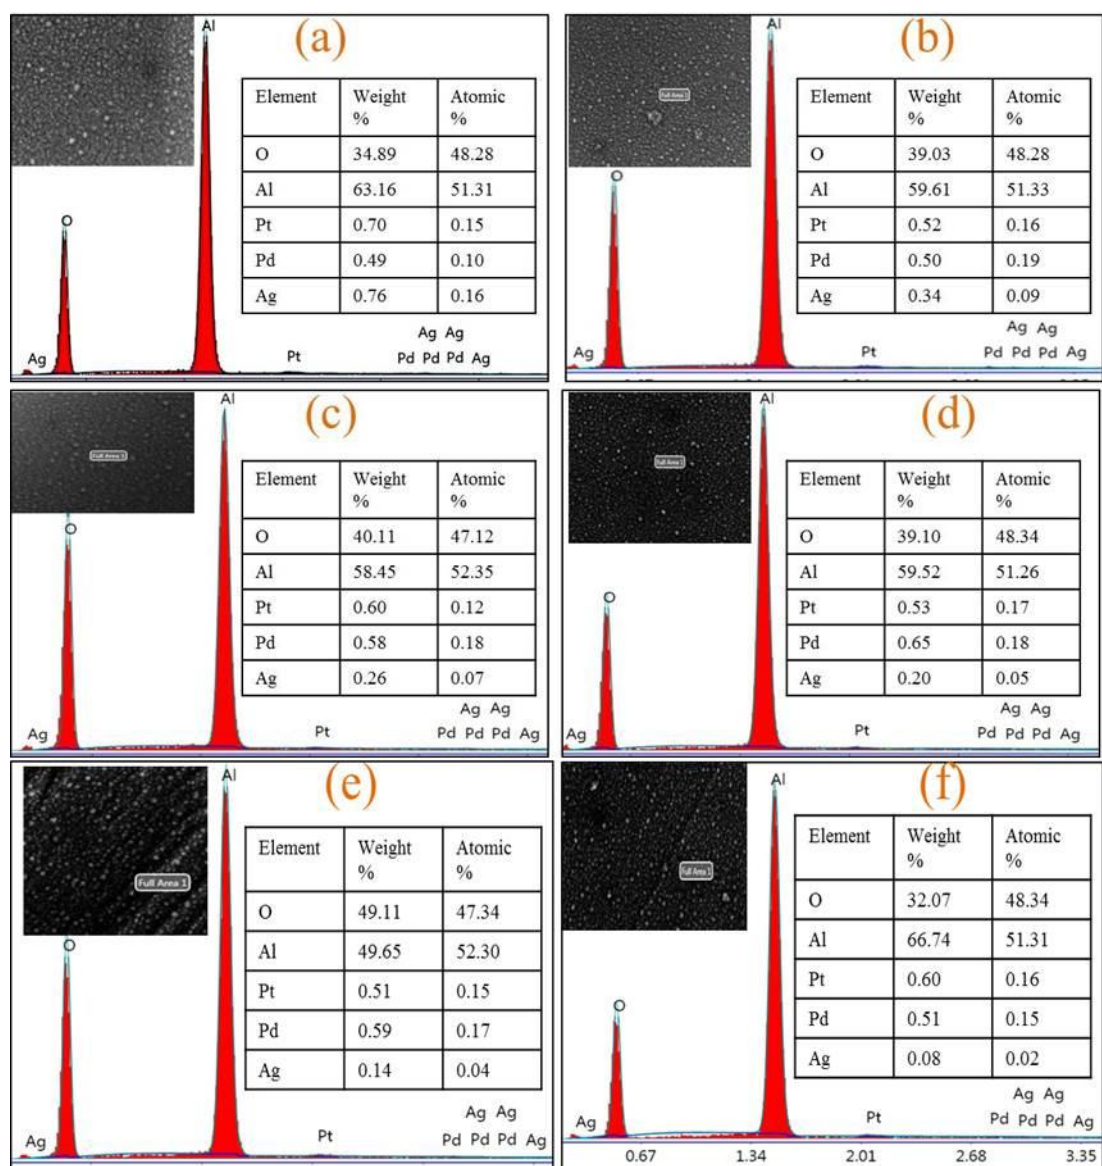 (a)
Al
Element Weight % Atomic %
O 34.89 48.28
Al 63.16 51.31
Pt 0.70 0.15
Pd 0.49 0.10
Ag 0.76 0.16
O
Ag Ag
Ag Pt Pd Pd Pd Ag
(b)
Al
Full Area 1
Element Weight % Atomic %
O 39.03 48.28
Al 59.61 51.33
Pt 0.52 0.16
Pd 0.50 0.19
Ag 0.34 0.09
O
Ag Ag
Ag Pt Pd Pd Pd Ag
(c)
Al
Full Area 1
Element Weight % Atomic %
O 40.11 47.12
Al 58.45 52.35
Pt 0.60 0.12
Pd 0.58 0.18
Ag 0.26 0.07
O
Ag Ag
Ag Pt Pd Pd Pd Ag
(d)
Al
Full Area 1
Element Weight % Atomic %
O 39.10 48.34
Al 59.52 51.26
Pt 0.53 0.17
Pd 0.65 0.18
Ag 0.20 0.05
O
Ag Ag
Ag Pt Pd Pd Pd Ag
(e)
Al
Full Area 1
Element Weight % Atomic %
O 49.11 47.34
Al 49.65 52.30
Pt 0.51 0.15
Pd 0.59 0.17
Ag 0.14 0.04
O
Ag Ag
Ag Pt Pd Pd Pd Ag
(f)
Al
Full Area 1
Element Weight % Atomic %
O 32.07 48.34
Al 66.74 51.31
Pt 0.60 0.16
Pd 0.51 0.15
Ag 0.08 0.02
O
Ag Ag
Ag Pt Pd Pd Pd Ag
0.67 1.34 2.01 2.68 3.35